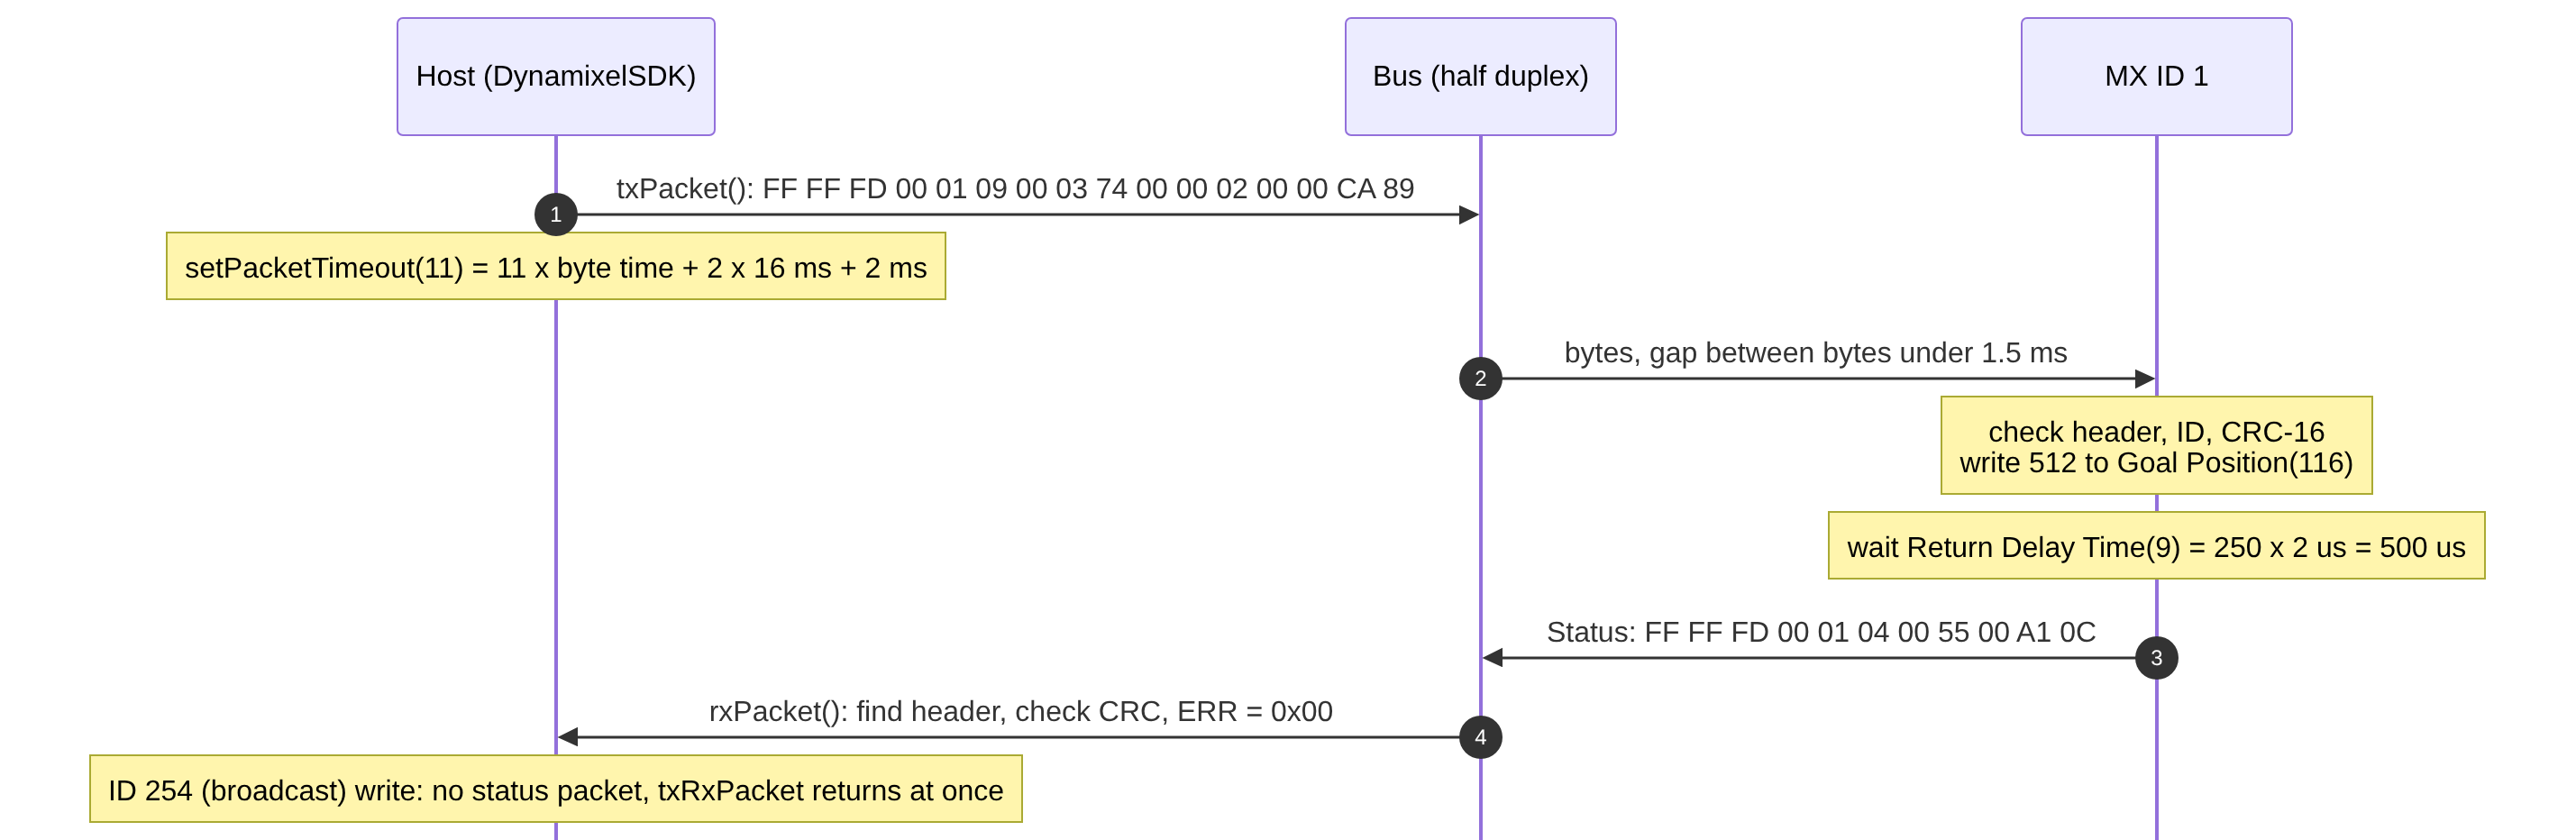 Host (DynamixelSDK)
Bus (half duplex)
MX ID 1
txPacket(): FF FF FD 00 01 09 00 03 74 00 00 02 00 00 CA 89
1
setPacketTimeout(11) = 11 x byte time + 2 x 16 ms + 2 ms
bytes, gap between bytes under 1.5 ms
2
check header, ID, CRC-16
write 512 to Goal Position(116)
wait Return Delay Time(9) = 250 x 2 us = 500 us
Status: FF FF FD 00 01 04 00 55 00 A1 0C
3
rxPacket(): find header, check CRC, ERR = 0x00
4
ID 254 (broadcast) write: no status packet, txRxPacket returns at once